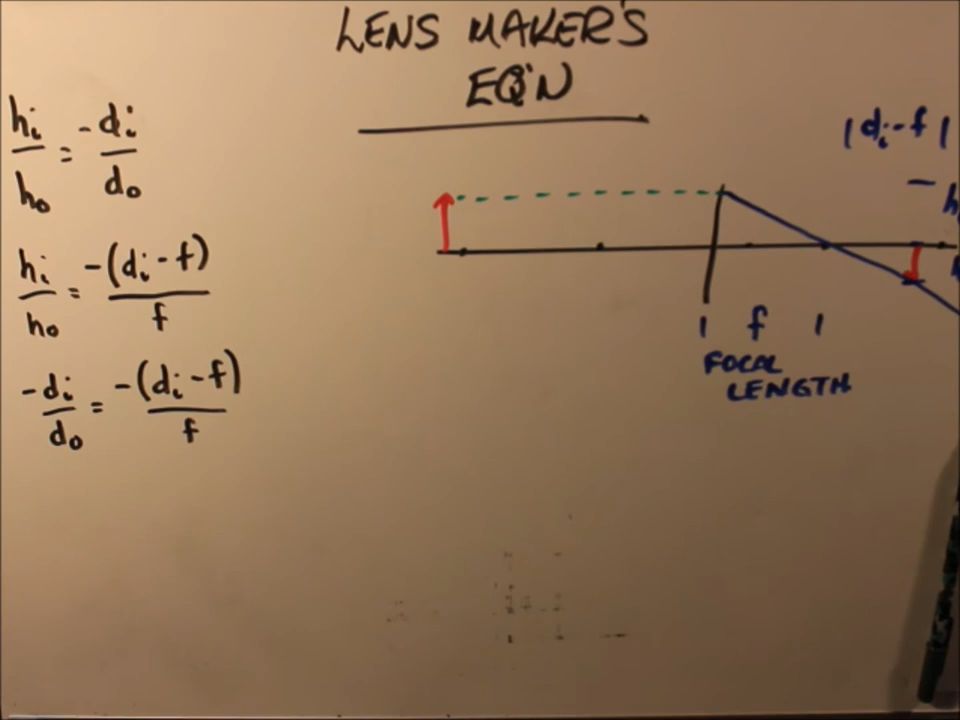 LENS MAKER'S
EQ'N
hi/ho = -di/do
hi/ho = -(di-f)/f
-di/do = -(di-f)/f
|di-f|
| f |
FOCAL
LENGTH